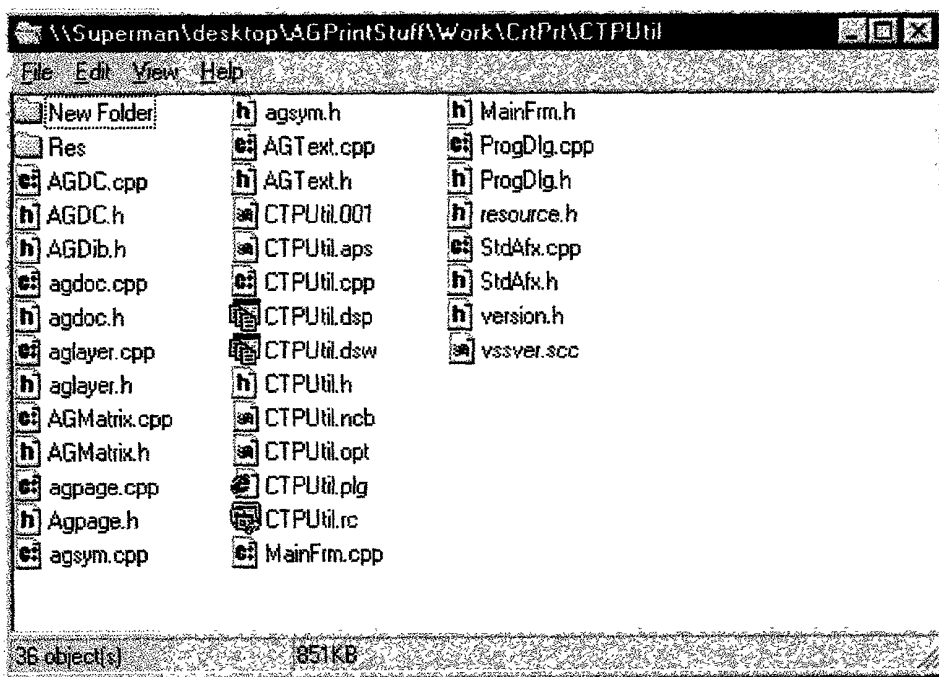 \\Superman\desktop\AGPrintStuff\Work\CrtPrt\CTPUtil
File Edit View Help
New Folder
Res
AGDC.cpp
AGDC.h
AGDib.h
agdoc.cpp
agdoc.h
aglayer.cpp
aglayer.h
AGMatrix.cpp
AGMatrix.h
agpage.cpp
Agpage.h
agsym.cpp
agsym.h
AGText.cpp
AGText.h
CTPUtil.001
CTPUtil.aps
CTPUtil.cpp
CTPUtil.dsp
CTPUtil.dsw
CTPUtil.h
CTPUtil.ncb
CTPUtil.opt
CTPUtil.plg
CTPUtil.rc
MainFrm.cpp
MainFrm.h
ProgDlg.cpp
ProgDlg.h
resource.h
StdAfx.cpp
StdAfx.h
version.h
vssver.scc
36 object(s) 851KB